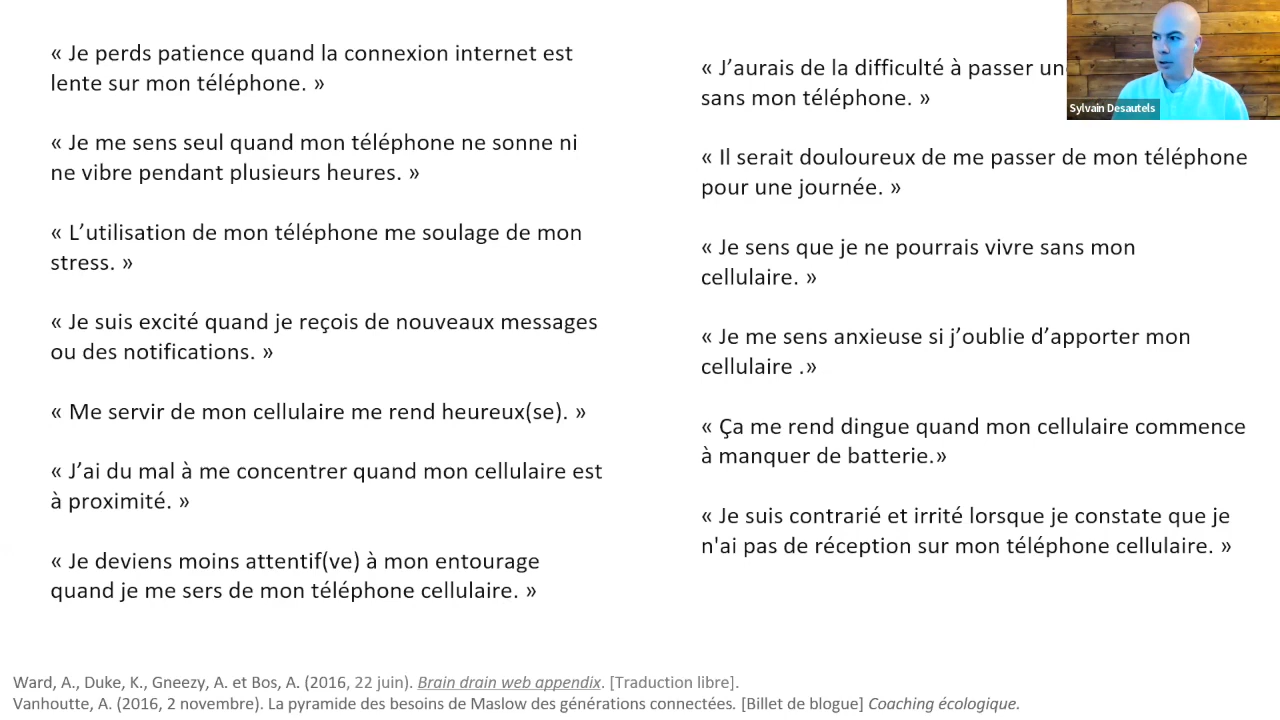 « Je perds patience quand la connexion internet est
lente sur mon téléphone. »
« Je me sens seul quand mon téléphone ne sonne ni
ne vibre pendant plusieurs heures. »
« L’utilisation de mon téléphone me soulage de mon
stress. »
« Je suis excité quand je reçois de nouveaux messages
ou des notifications. »
« Me servir de mon cellulaire me rend heureux(se). »
« J’ai du mal à me concentrer quand mon cellulaire est
à proximité. »
« Je deviens moins attentif(ve) à mon entourage
quand je me sers de mon téléphone cellulaire. »
« J’aurais de la difficulté à passer
sans mon téléphone. »
« Il serait douloureux de me passer de mon téléphone
pour une journée. »
« Je sens que je ne pourrais vivre sans mon
cellulaire. »
« Je me sens anxieuse si j’oublie d’apporter mon
cellulaire .»
« Ça me rend dingue quand mon cellulaire commence
à manquer de batterie.»
« Je suis contrarié et irrité lorsque je constate que je
n'ai pas de réception sur mon téléphone cellulaire. »
Sylvain Desautels
Ward, A., Duke, K., Gneezy, A. et Bos, A. (2016, 22 juin). Brain drain web appendix. [Traduction libre].
Vanhoutte, A. (2016, 2 novembre). La pyramide des besoins de Maslow des générations connectées. [Billet de blogue] Coaching écologique.